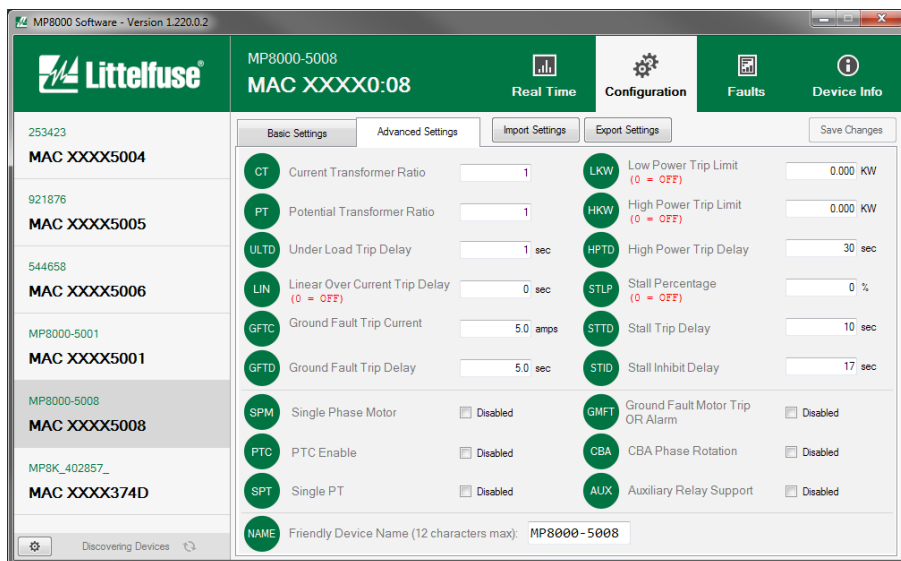 MP8000 Software - Version 1.220.0.2
Littelfuse®
MP8000-5008
MAC XXXX0:08
Real Time
Configuration
Faults
Device Info
253423
MAC XXXX5004
921876
MAC XXXX5005
544658
MAC XXXX5006
MP8000-5001
MAC XXXX5001
MP8000-5008
MAC XXXX5008
MP8K_402857_
MAC XXXX374D
Discovering Devices
Basic Settings
Advanced Settings
Import Settings
Export Settings
Save Changes
CT Current Transformer Ratio 1
PT Potential Transformer Ratio 1
ULTD Under Load Trip Delay 1 sec
LIN Linear Over Current Trip Delay 0 sec
(0 = OFF)
GFTC Ground Fault Trip Current 5.0 amps
GFTD Ground Fault Trip Delay 5.0 sec
LKW Low Power Trip Limit 0.000 KW
(0 = OFF)
HKW High Power Trip Limit 0.000 KW
(0 = OFF)
HPTD High Power Trip Delay 30 sec
STLP Stall Percentage 0 %
(0 = OFF)
STTD Stall Trip Delay 10 sec
STID Stall Inhibit Delay 17 sec
SPM Single Phase Motor Disabled
PTC PTC Enable Disabled
SPT Single PT Disabled
GMFT Ground Fault Motor Trip
OR Alarm Disabled
CBA CBA Phase Rotation Disabled
AUX Auxiliary Relay Support Disabled
NAME Friendly Device Name (12 characters max): MP8000-5008